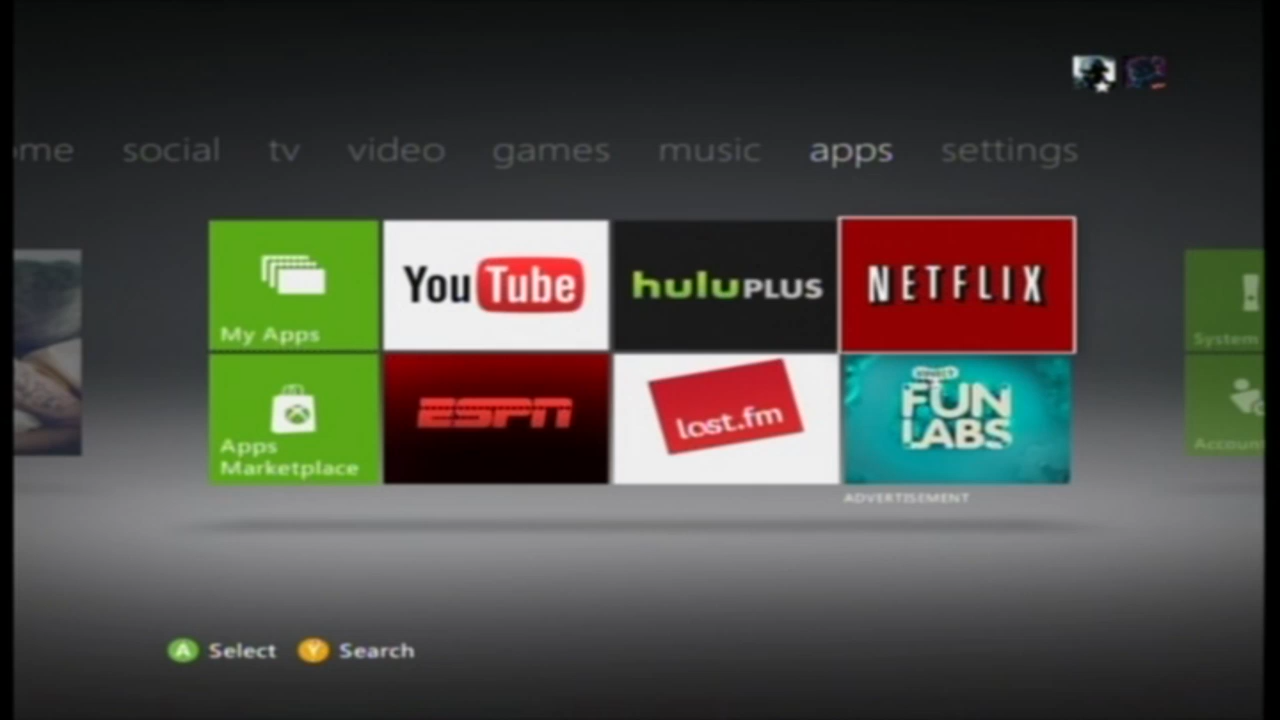 ome social tv video games music apps settings
My Apps
YouTube
huluPLUS
NETFLIX
Apps
Marketplace
ESPN
last.fm
FUN
LABS
ADVERTISEMENT
System
Account
A Select Y Search